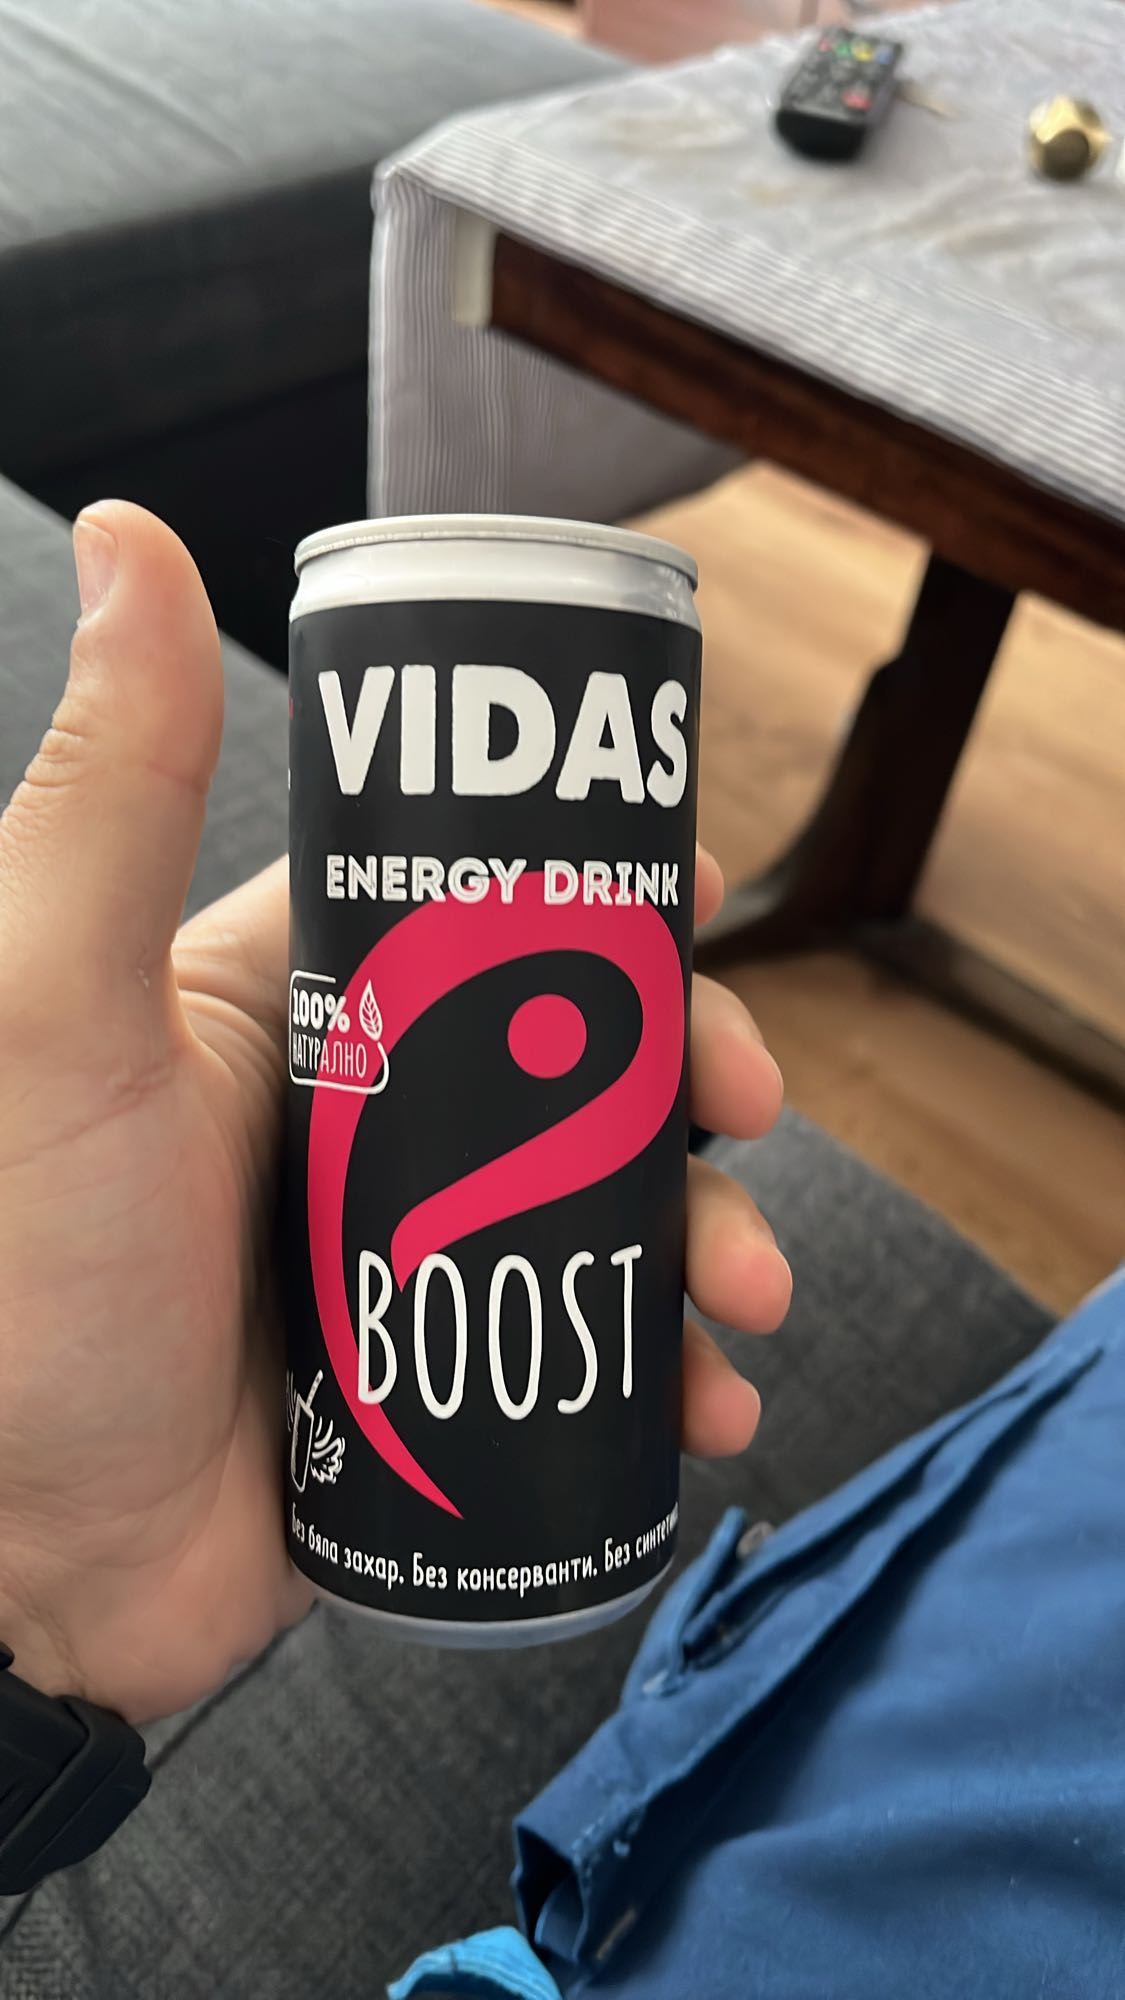 VIDAS
ENERGY DRINK
100%
НАТУРАЛНО
BOOST
Без бяла захар. Без консерванти. Без